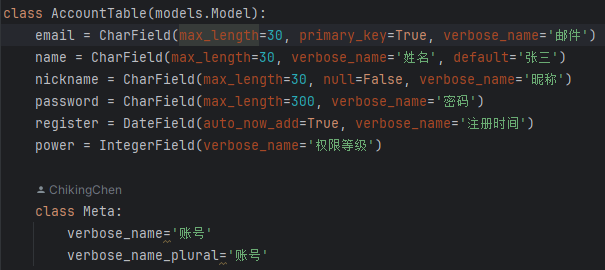 class AccountTable(models.Model):
email = CharField(max_length=30, primary_key=True, verbose_name='邮件')
name = CharField(max_length=30, verbose_name='姓名', default='张三')
nickname = CharField(max_length=30, null=False, verbose_name='昵称')
password = CharField(max_length=300, verbose_name='密码')
register = DateField(auto_now_add=True, verbose_name='注册时间')
power = IntegerField(verbose_name='权限等级')
ChikingChen
class Meta:
verbose_name='账号'
verbose_name_plural='账号'